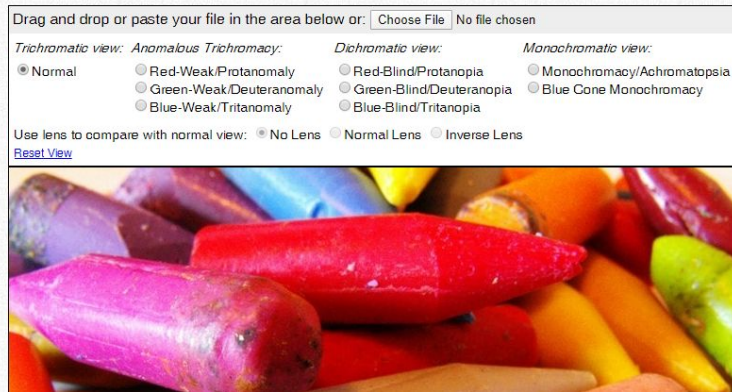 Drag and drop or paste your file in the area below or: Choose File No file chosen
Trichromatic view: Anomalous Trichromacy: Dichromatic view: Monochromatic view:
Normal Red-Weak/Protanomaly Red-Blind/Protanopia Monochromacy/Achromatopsia
Green-Weak/Deuteranomaly Green-Blind/Deuteranopia Blue Cone Monochromacy
Blue-Weak/Tritanomaly Blue-Blind/Tritanopia
Use lens to compare with normal view: No Lens Normal Lens Inverse Lens
Reset View